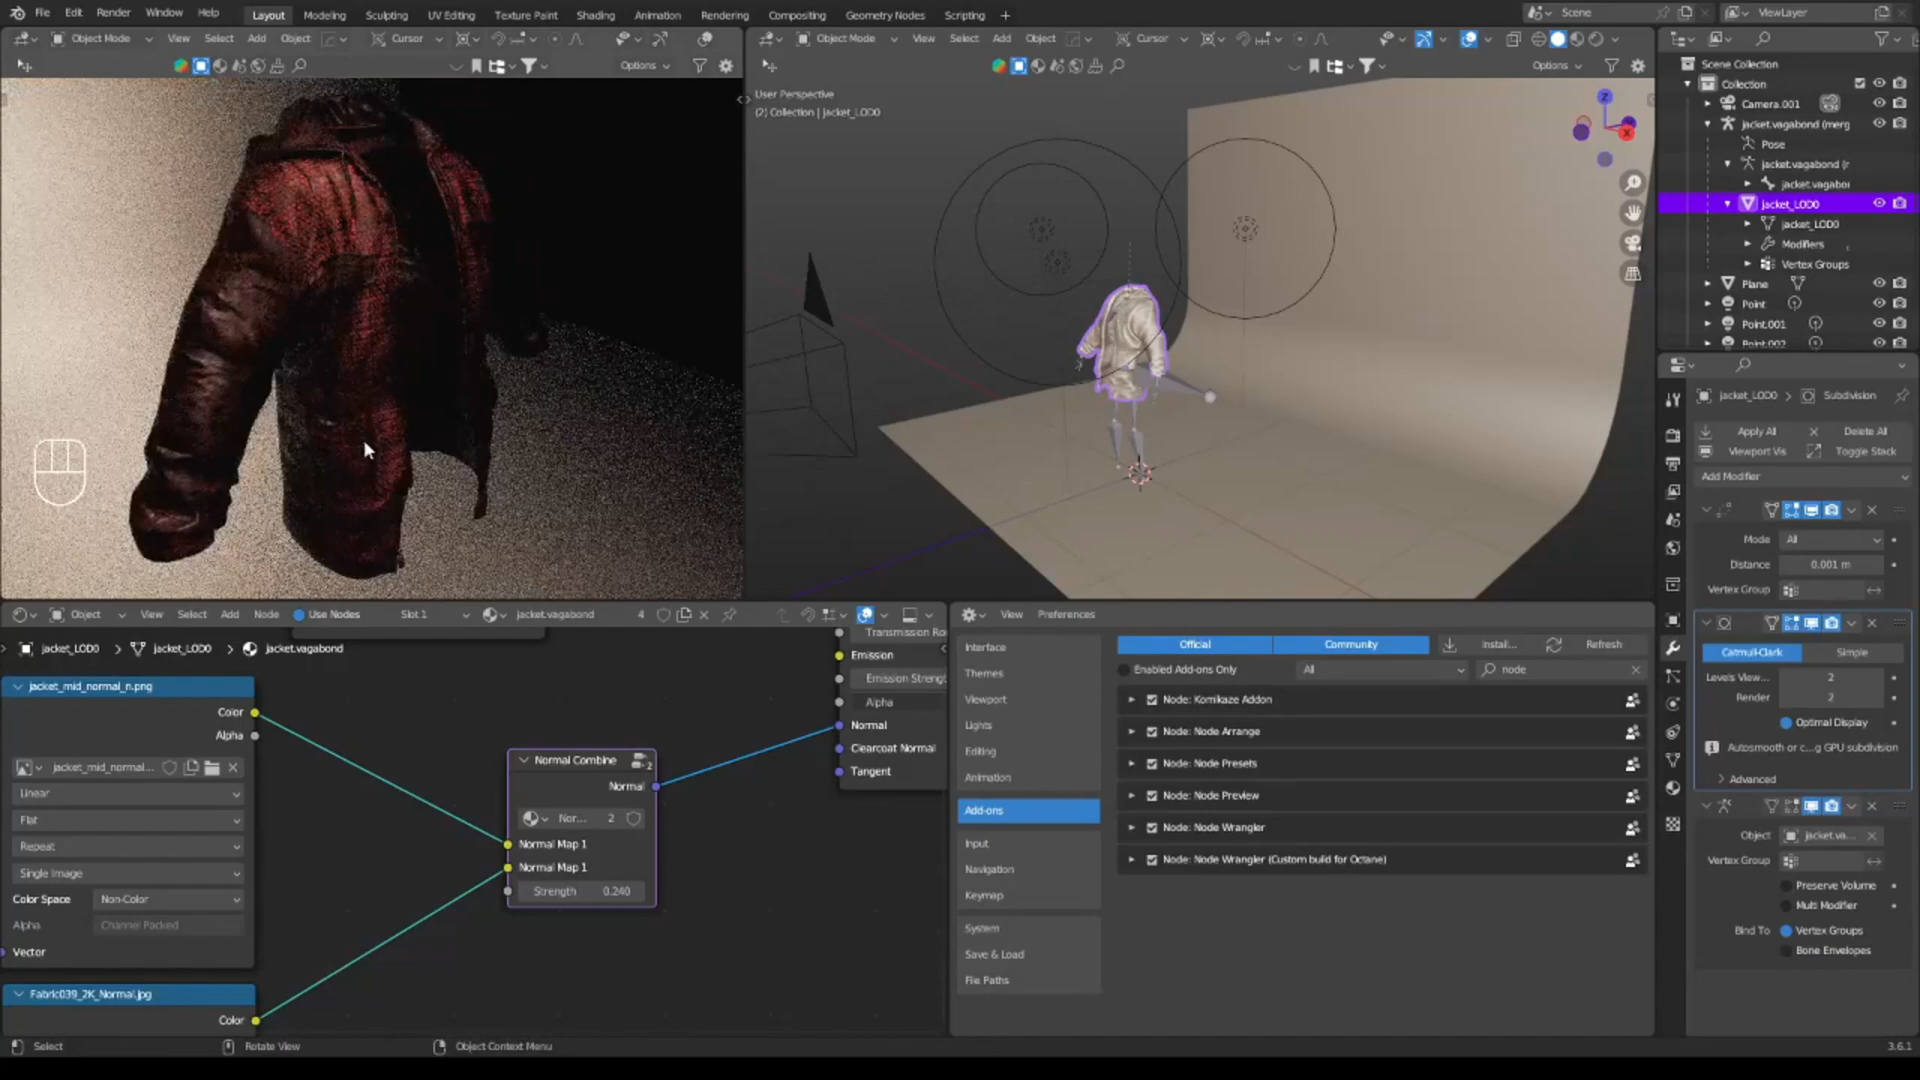 File Edit Render Window Help Layout Modeling Sculpting UV Editing Texture Paint Shading Animation Rendering Compositing Geometry Nodes Scripting + Scene ViewLayer
Object Mode View Select Add Object Cursor
Options
Object Mode View Select Add Object Cursor
Options
User Perspective
(2) Collection | jacket_LOD0
Z
X
Scene Collection
Collection
Camera.001
jacket.vagabond (merg
Pose
jacket.vagabond (r
jacket.vagabor
jacket_LOD0
jacket_LOD0
Modifiers
Vertex Groups
Plane
Point
Point.001
Point.002
jacket_LOD0 > Subdivision
Apply All Delete All
Viewport Vis Toggle Stack
Add Modifier
Mode All
Distance 0.001 m
Vertex Group
Catmull-Clark Simple
Levels View... 2
Render 2
Optimal Display
Autosmooth or c...g GPU subdivision
Advanced
Object jacket.va...
Vertex Group
Preserve Volume
Multi Modifier
Bind To Vertex Groups
Bone Envelopes
Object View Select Add Node Use Nodes Slot 1 jacket.vagabond 4
jacket_LOD0 > jacket_LOD0 > jacket.vagabond
jacket_mid_normal_n.png
Color
Alpha
jacket_mid_normal...
Linear
Flat
Repeat
Single Image
Color Space Non-Color
Alpha Channel Packed
Vector
Fabric039_2K_Normal.jpg
Color
Normal Combine 2
Normal
Nor... 2
Normal Map 1
Normal Map 1
Strength 0.240
Transmission Ro
Emission
Emission Strengt
Alpha
Normal
Clearcoat Normal
Tangent
View Preferences
Interface
Themes
Viewport
Lights
Editing
Animation
Add-ons
Input
Navigation
Keymap
System
Save & Load
File Paths
Official Community Install... Refresh
Enabled Add-ons Only All node
Node: Komikaze Addon
Node: Node Arrange
Node: Node Presets
Node: Node Preview
Node: Node Wrangler
Node: Node Wrangler (Custom build for Octane)
Select Rotate View Object Context Menu 3.6.1